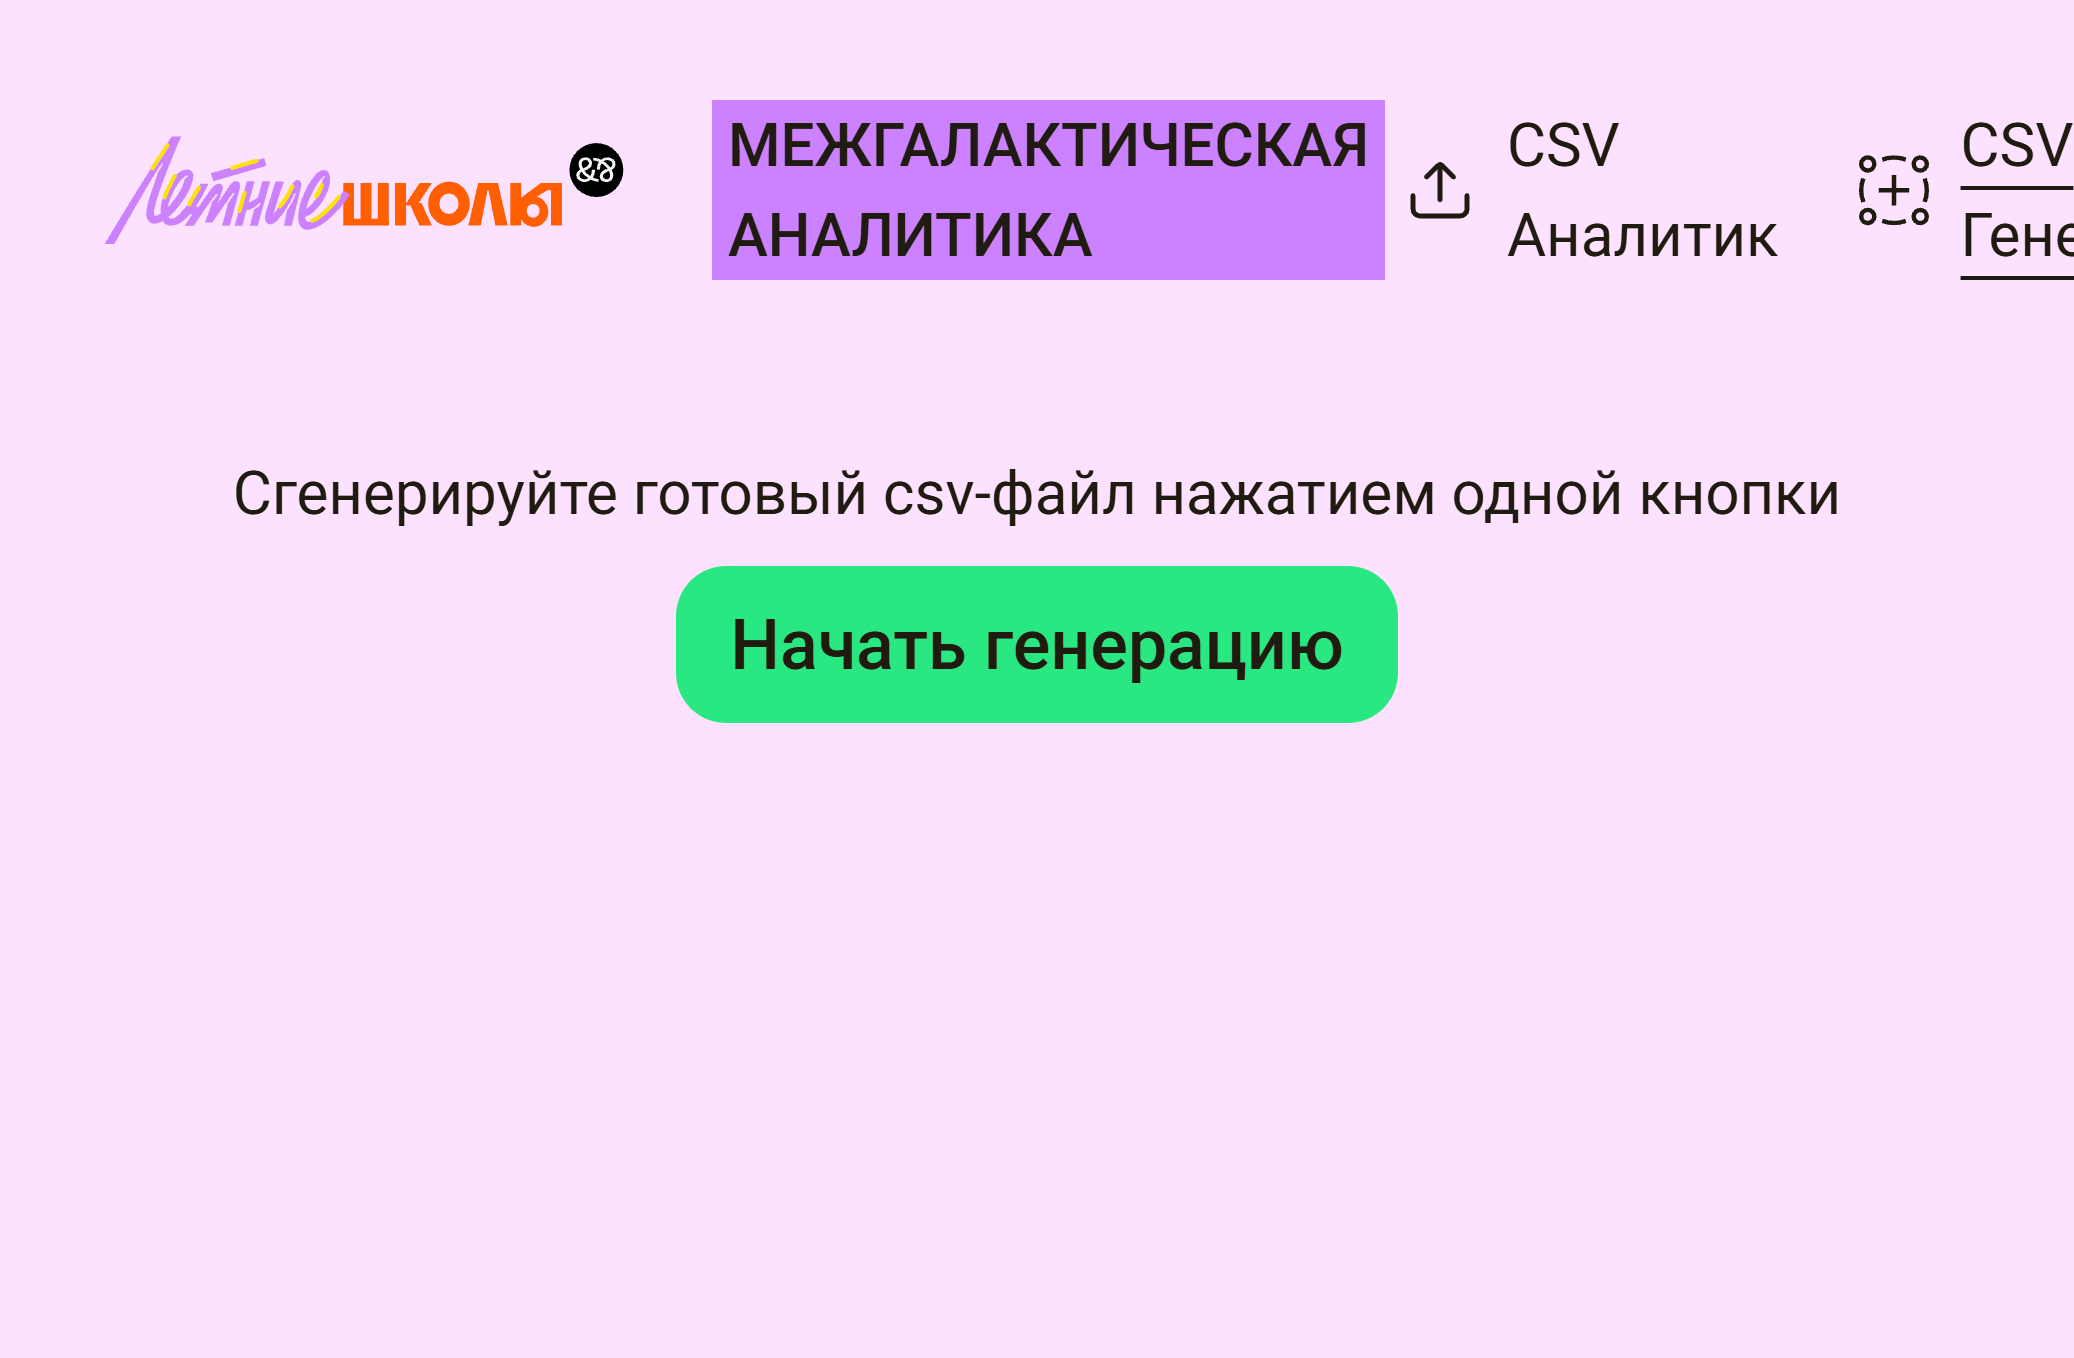 Летние школы
МЕЖГАЛАКТИЧЕСКАЯ
АНАЛИТИКА
CSV
Аналитик
CSV
Гене
Сгенерируйте готовый csv-файл нажатием одной кнопки
Начать генерацию